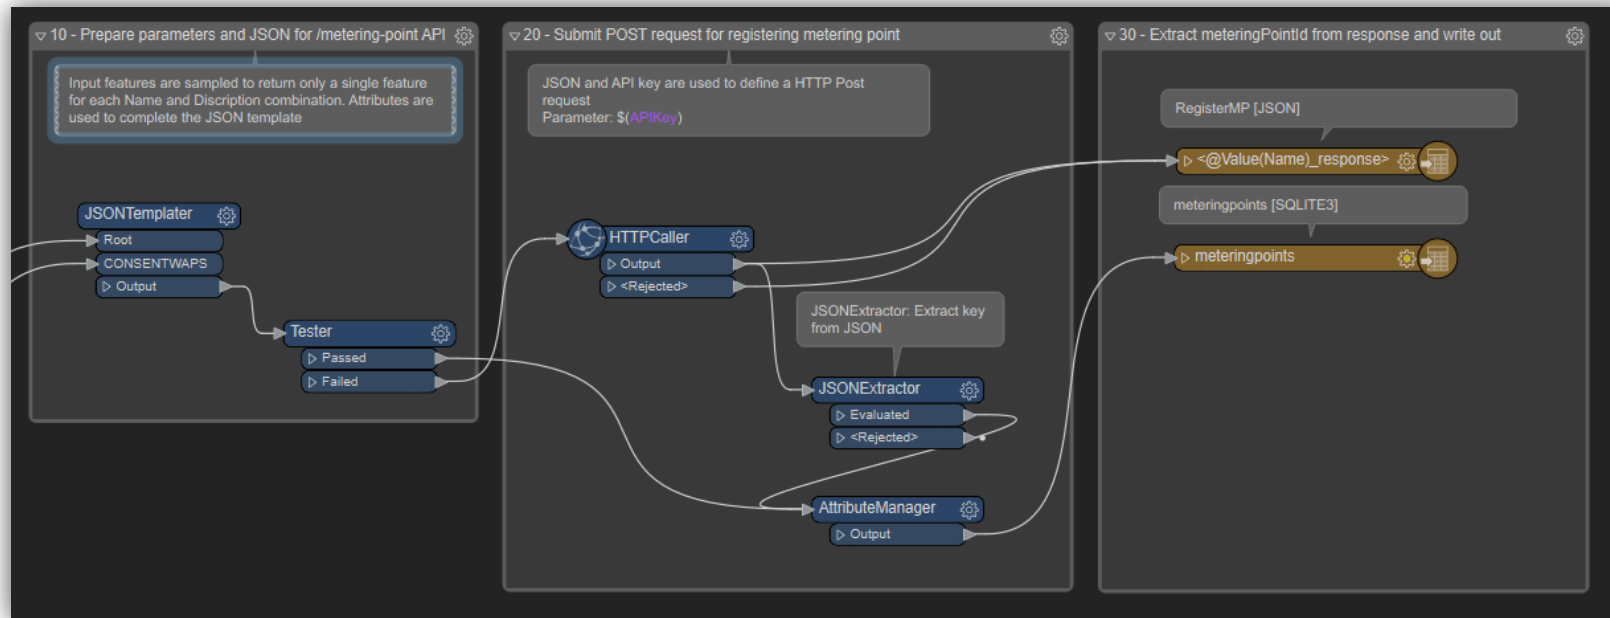 10 - Prepare parameters and JSON for /metering-point API
Input features are sampled to return only a single feature
for each Name and Discription combination. Attributes are
used to complete the JSON template
JSONTemplater
Root
CONSENTWAPS
Output
Tester
Passed
Failed
20 - Submit POST request for registering metering point
JSON and API key are used to define a HTTP Post
request
Parameter: $(APIKey)
HTTPCaller
Output
<Rejected>
JSONExtractor: Extract key
from JSON
JSONExtractor
Evaluated
<Rejected>
AttributeManager
Output
30 - Extract meteringPointId from response and write out
RegisterMP [JSON]
<@Value(Name)_response>
meteringpoints [SQLITE3]
meteringpoints